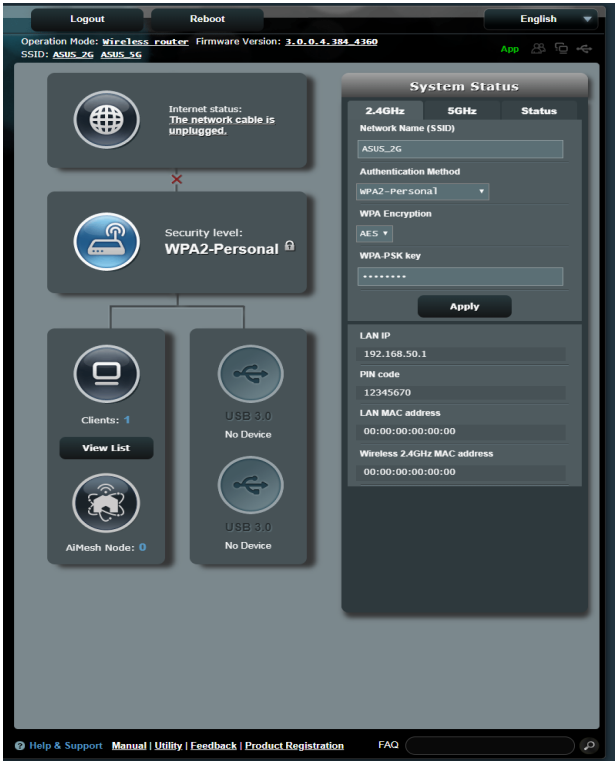 Logout Reboot English
Operation Mode: Wireless router Firmware Version: 3.0.0.4.384_4360
SSID: ASUS_2G ASUS_5G
App
Internet status:
The network cable is
unplugged.
Security level:
WPA2-Personal
Clients: 1
View List
AiMesh Node: 0
USB 3.0
No Device
USB 3.0
No Device
System Status
2.4GHz 5GHz Status
Network Name (SSID)
ASUS_2G
Authentication Method
WPA2-Personal
WPA Encryption
AES
WPA-PSK key
••••••••
Apply
LAN IP
192.168.50.1
PIN code
12345670
LAN MAC address
00:00:00:00:00:00
Wireless 2.4GHz MAC address
00:00:00:00:00:00
Help & Support Manual | Utility | Feedback | Product Registration FAQ